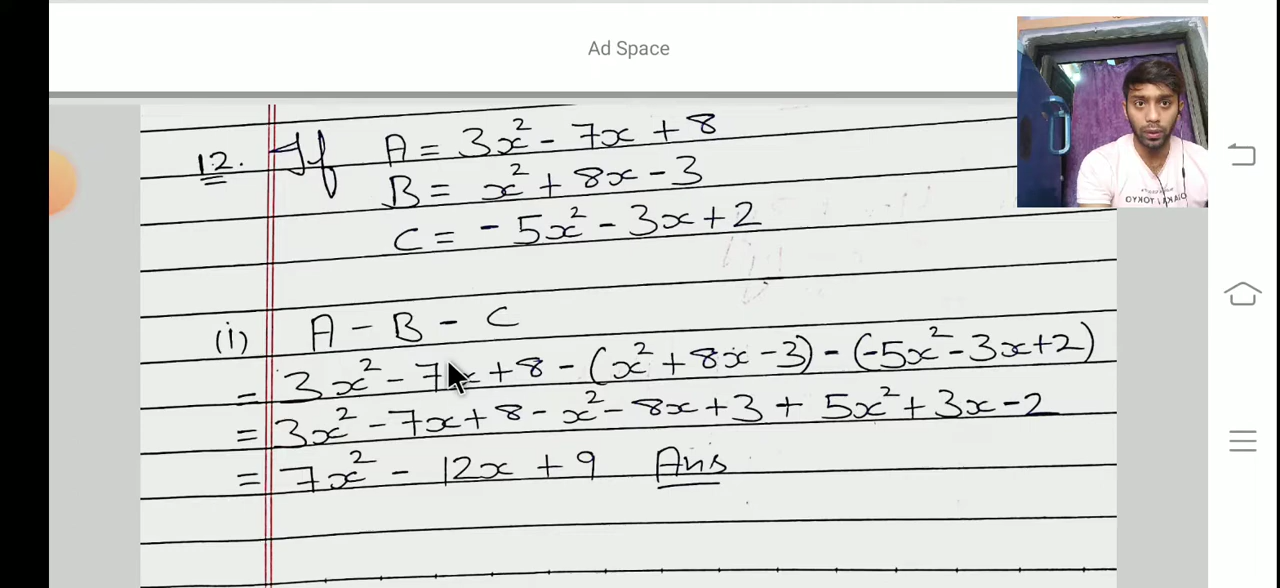 Ad Space
12. If A = 3x² - 7x + 8
B = x² + 8x - 3
C = - 5x² - 3x + 2
(i) A - B - C
= 3x² - 7x + 8 - (x² + 8x - 3) - (-5x² - 3x + 2)
= 3x² - 7x + 8 - x² - 8x + 3 + 5x² + 3x - 2
= 7x² - 12x + 9 Ans